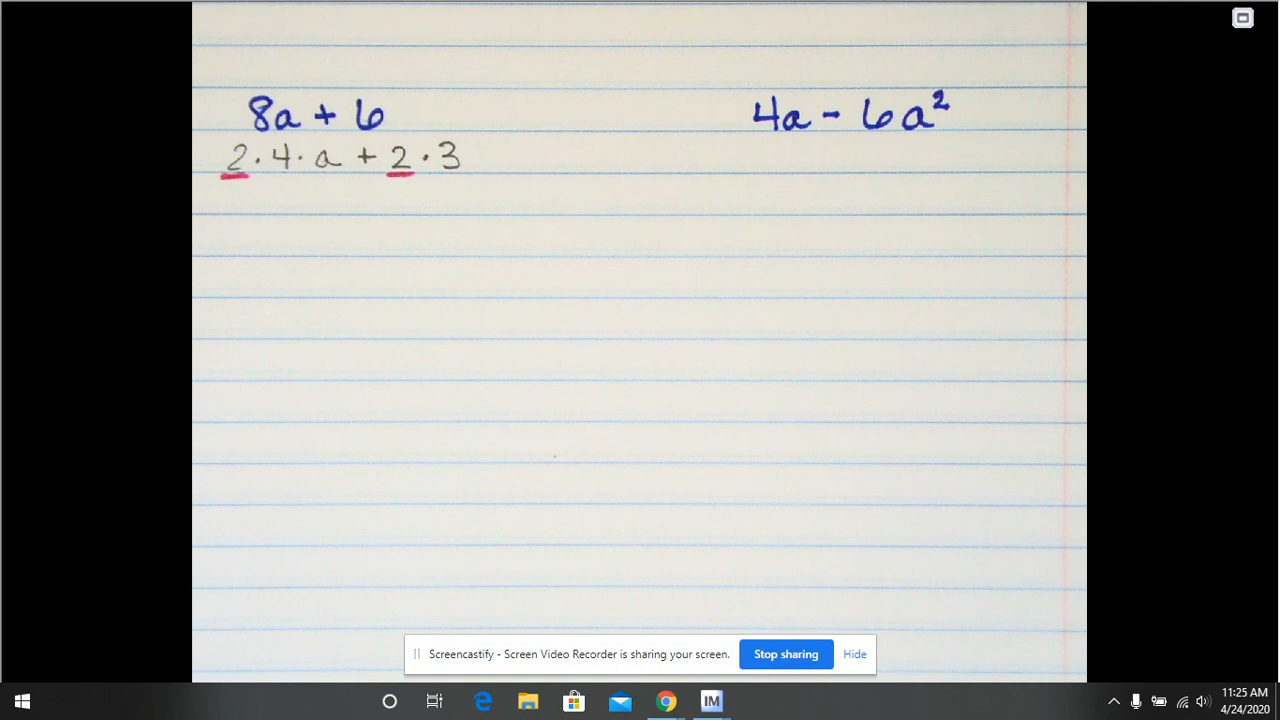 8a + 6
4a - 6a²
2 · 4 · a + 2 · 3
Screencastify - Screen Video Recorder is sharing your screen.
Stop sharing
Hide
IM
11:25 AM
4/24/2020